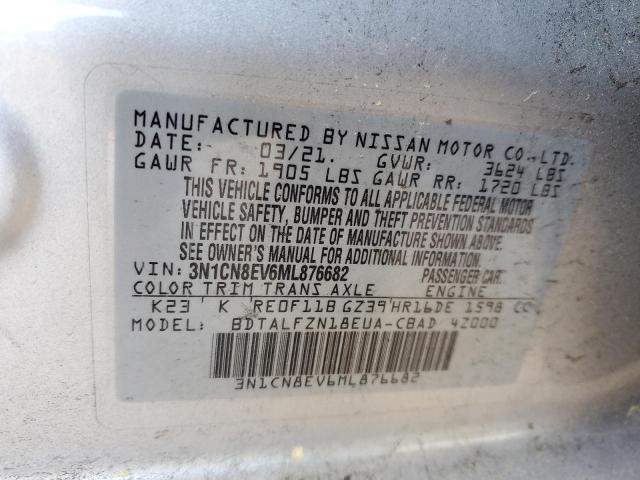 MANUFACTURED BY NISSAN MOTOR CO.,LTD.
DATE: 03/21. GVWR: 3624 LBS
GAWR FR: 1905 LBS GAWR RR: 1720 LBS
THIS VEHICLE CONFORMS TO ALL APPLICABLE FEDERAL MOTOR
VEHICLE SAFETY, BUMPER AND THEFT PREVENTION STANDARDS
IN EFFECT ON THE DATE OF MANUFACTURE SHOWN ABOVE.
SEE OWNER'S MANUAL FOR ADDITIONAL INFORMATION.
VIN: 3N1CN8EV6ML876682 PASSENGER CAR
COLOR TRIM TRANS AXLE ENGINE
K23 K RE0F11B GZ39 HR16DE 1598 CC
MODEL: BDTALFZN18EUA-CBAD 4Z000
3N1CN8EV6ML876682